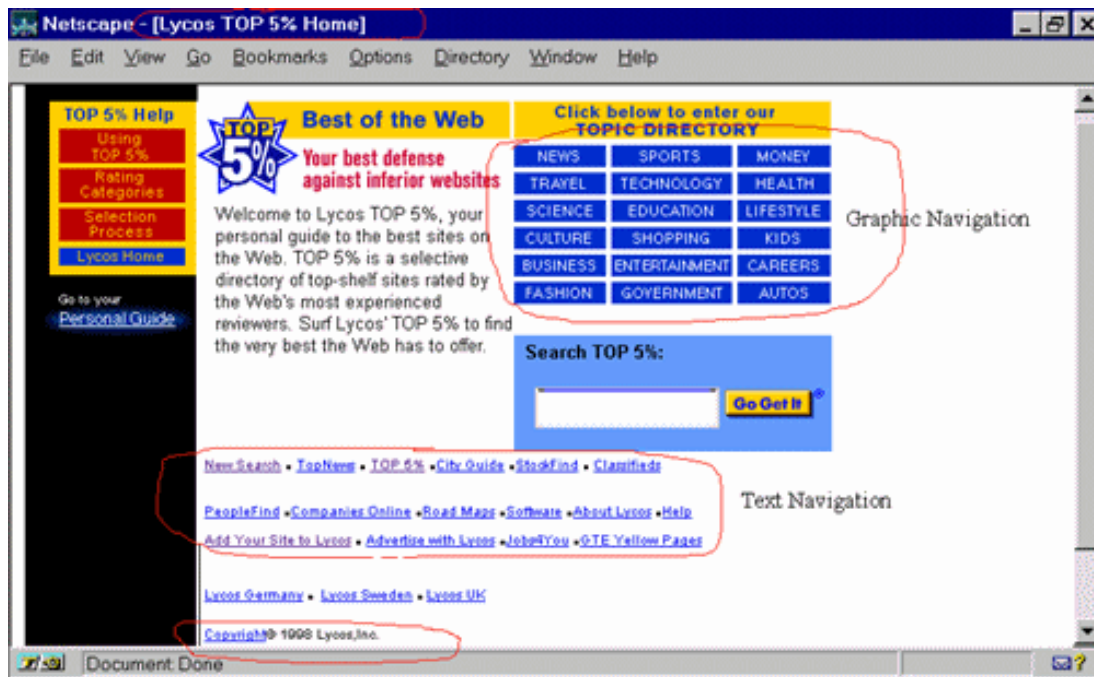 Netscape - [Lycos TOP 5% Home]
File Edit View Go Bookmarks Options Directory Window Help
TOP 5% Help
Using
TOP 5%
Rating
Categories
Selection
Process
Lycos Home
Go to your
Personal Guide
TOP
5%
Best of the Web
Your best defense
against inferior websites
Welcome to Lycos TOP 5%, your
personal guide to the best sites on
the Web. TOP 5% is a selective
directory of top-shelf sites rated by
the Web's most experienced
reviewers. Surf Lycos' TOP 5% to find
the very best the Web has to offer.
Click below to enter our
TOPIC DIRECTORY
NEWS SPORTS MONEY
TRAVEL TECHNOLOGY HEALTH
SCIENCE EDUCATION LIFESTYLE
CULTURE SHOPPING KIDS
BUSINESS ENTERTAINMENT CAREERS
FASHION GOVERNMENT AUTOS
Graphic Navigation
Search TOP 5%:
Go Get It ®
New Search • TopNews • TOP 5% • City Guide • StockFind • Classifieds
PeopleFind • Companies Online • Road Maps • Software • About Lycos • Help
Add Your Site to Lycos • Advertise with Lycos • Jobs4You • GTE Yellow Pages
Text Navigation
Lycos Germany • Lycos Sweden • Lycos UK
Copyright© 1998 Lycos,Inc.
Document: Done